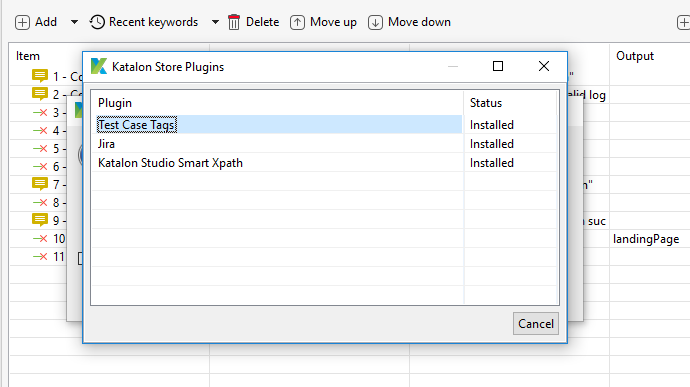 Add Recent keywords Delete Move up Move down
Item Output
Katalon Store Plugins
Plugin Status
Test Case Tags Installed
Jira Installed
Katalon Studio Smart Xpath Installed
Cancel
1 - Co
2 - C alid log
3 -
4 -
5 -
6 -
7 -
8 -
9 - suc
10 landingPage
11